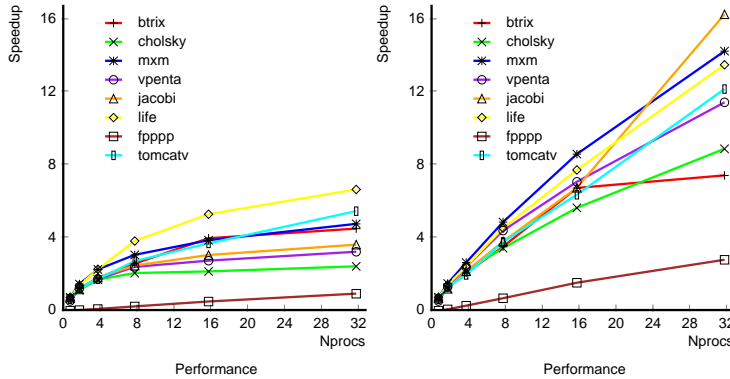 Speedup
16
12
8
4
0
btrix
cholsky
mxm
vpenta
jacobi
life
fpppp
tomcatv
0 4 8 12 16 20 24 28 32
Nprocs
Performance
Speedup
16
12
8
4
0
btrix
cholsky
mxm
vpenta
jacobi
life
fpppp
tomcatv
0 4 8 12 16 20 24 28 32
Nprocs
Performance